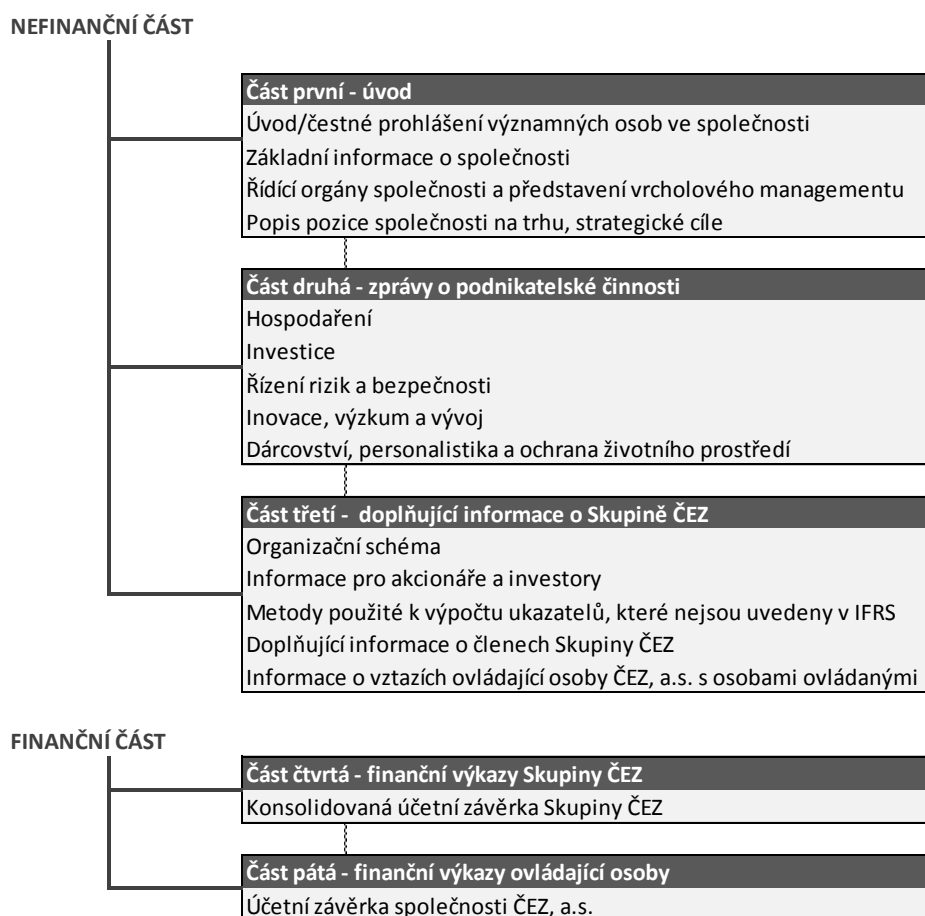 NEFINANČNÍ ČÁST
Část první - úvod
Úvod/čestné prohlášení významných osob ve společnosti
Základní informace o společnosti
Řídící orgány společnosti a představení vrcholového managementu
Popis pozice společnosti na trhu, strategické cíle
Část druhá - zprávy o podnikatelské činnosti
Hospodaření
Investice
Řízení rizik a bezpečnosti
Inovace, výzkum a vývoj
Dárcovství, personalistika a ochrana životního prostředí
Část třetí -  doplňující informace o Skupině ČEZ
Organizační schéma
Informace pro akcionáře a investory
Metody použité k výpočtu ukazatelů, které nejsou uvedeny v IFRS
Doplňující informace o členech Skupiny ČEZ
Informace o vztazích ovládající osoby ČEZ, a.s. s osobami ovládanými
FINANČNÍ ČÁST
Část čtvrtá - finanční výkazy Skupiny ČEZ
Konsolidovaná účetní závěrka Skupiny ČEZ
Část pátá - finanční výkazy ovládající osoby
Účetní závěrka společnosti ČEZ, a.s.